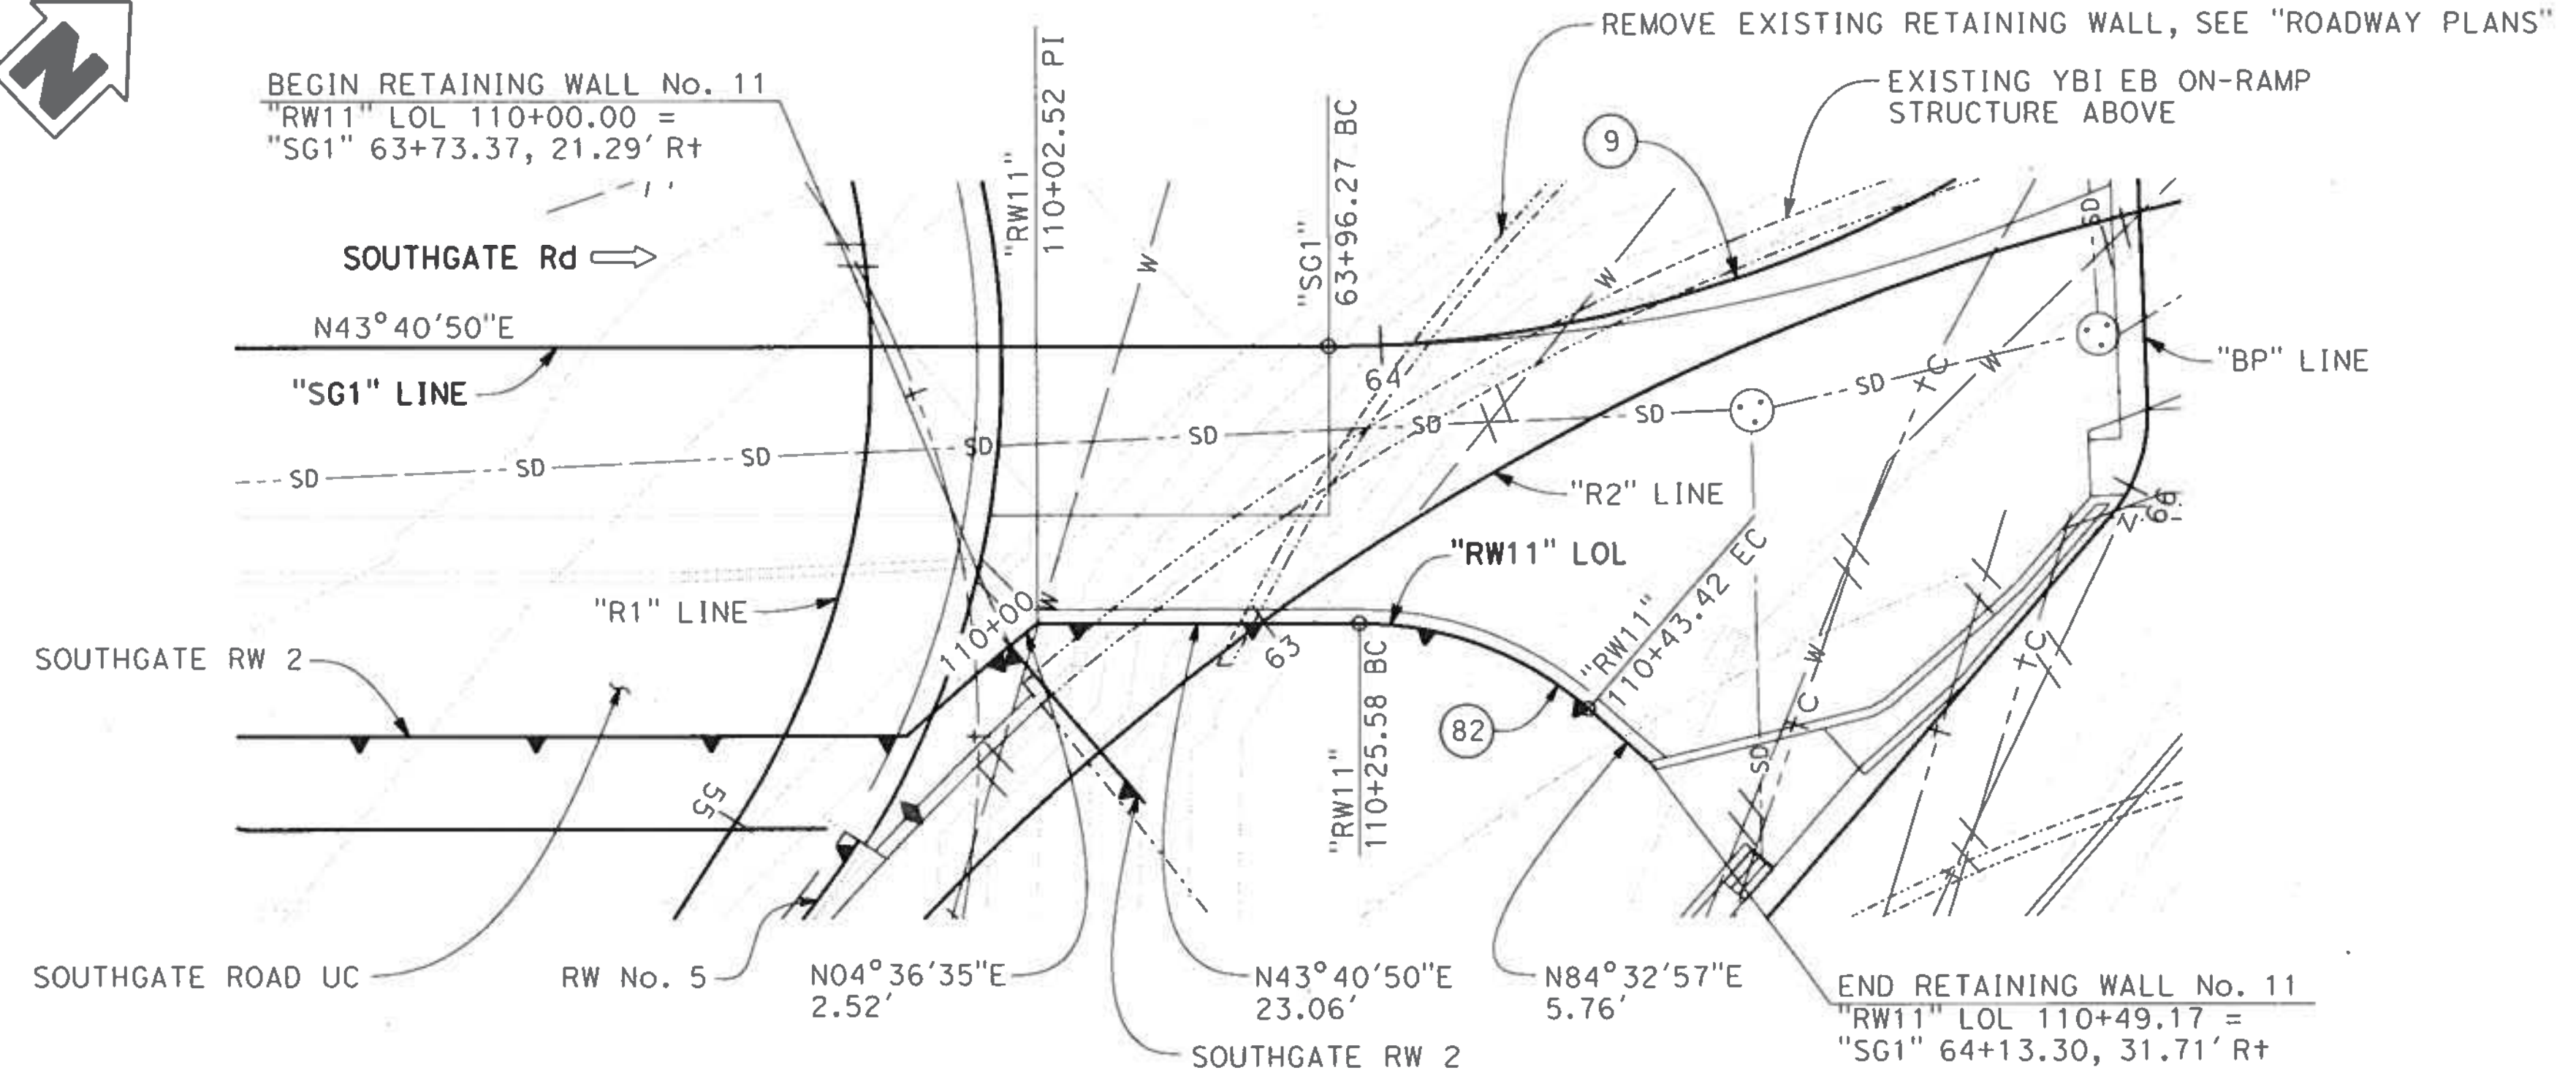 N
REMOVE EXISTING RETAINING WALL, SEE "ROADWAY PLANS"
EXISTING YBI EB ON-RAMP
STRUCTURE ABOVE
BEGIN RETAINING WALL No. 11
"RW11" LOL 110+00.00 =
"SG1" 63+73.37, 21.29' Rt
"RW11"
110+02.52 PI
"SG1"
63+96.27 BC
9
SOUTHGATE Rd
N43°40'50"E
"SG1" LINE
64
W
W
W
W
W
SD
SD
SD
SD
SD
SD
SD
SD
SD
SD
C
C
C
"BP" LINE
"R2" LINE
66
"RW11" LOL
"R1" LINE
110+00
63
"RW11"
110+43.42 EC
"RW11"
110+25.58 BC
82
SOUTHGATE RW 2
55
SOUTHGATE ROAD UC
RW No. 5
N04°36'35"E
2.52'
N43°40'50"E
23.06'
SOUTHGATE RW 2
N84°32'57"E
5.76'
END RETAINING WALL No. 11
"RW11" LOL 110+49.17 =
"SG1" 64+13.30, 31.71' Rt